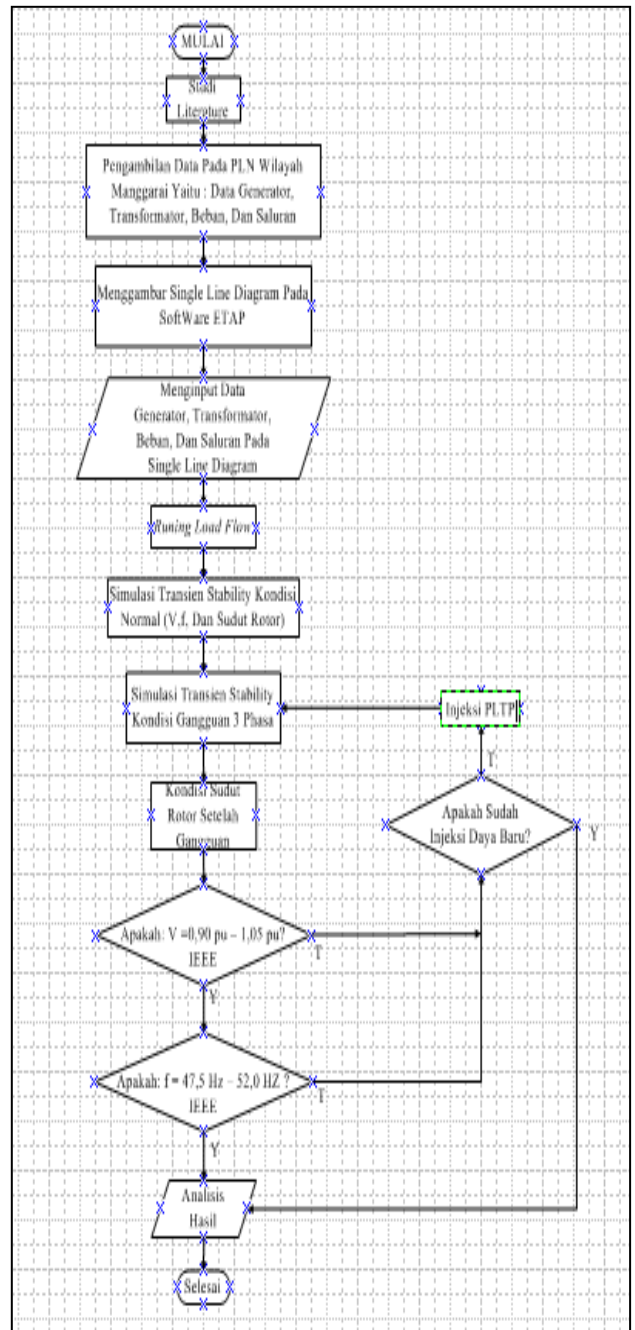 MULAI
Studi
Literature
Pengambilan Data Pada PLN Wilayah
Manggarai Yaitu : Data Generator,
Transformator, Beban, Dan Saluran
Menggambar Single Line Diagram Pada
SoftWare ETAP
Menginput Data
Generator, Transformator,
Beban, Dan Saluran Pada
Single Line Diagram
Runing Load Flow
Simulasi Transien Stability Kondisi
Normal (V,f, Dan Sudut Rotor)
Simulasi Transien Stability
Kondisi Gangguan 3 Phasa
Injeksi PLTP
T
Kondisi Sudut
Rotor Setelah
Gangguan
Apakah Sudah
Injeksi Daya Baru?
Y
Apakah: V =0,90 pu – 1,05 pu?
IEEE
T
Y
Apakah: f = 47,5 Hz – 52,0 HZ ?
IEEE
T
Y
Analisis
Hasil
Selesai